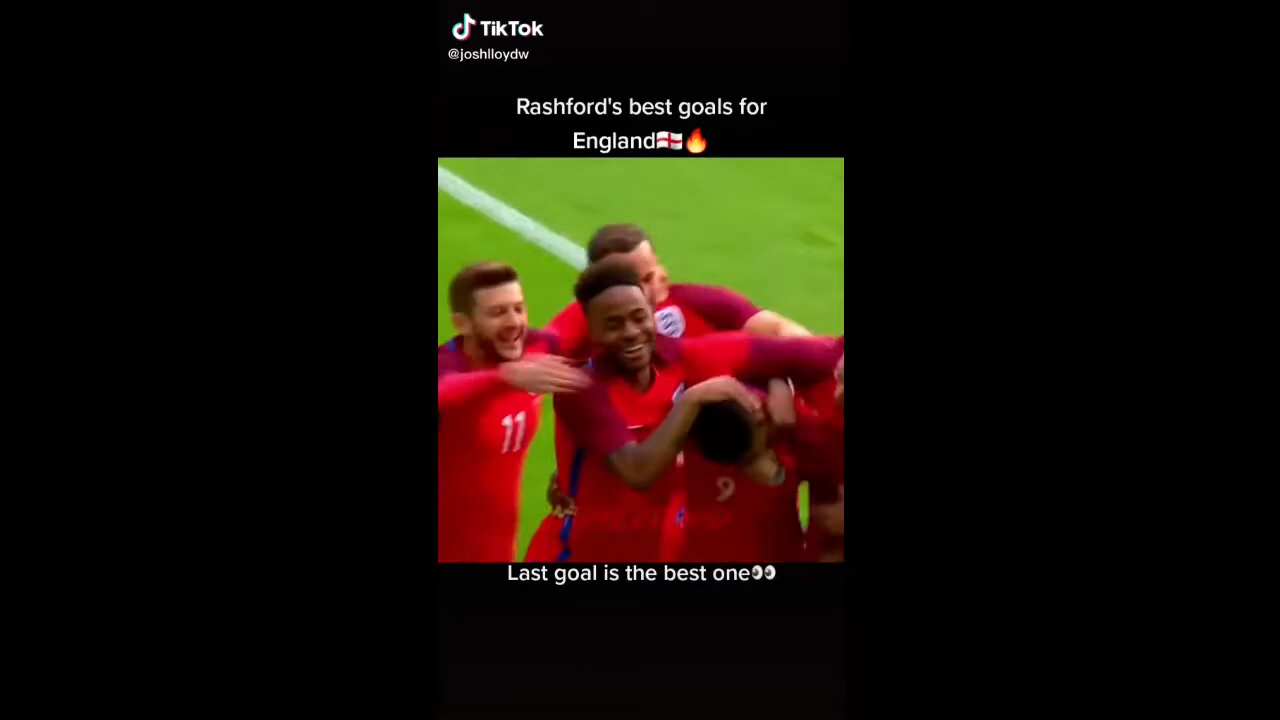 TikTok
@joshlloydw
Rashford's best goals for
England🏴󠁧󠁢󠁥󠁮󠁧󠁿🔥
11
9
Last goal is the best one👀